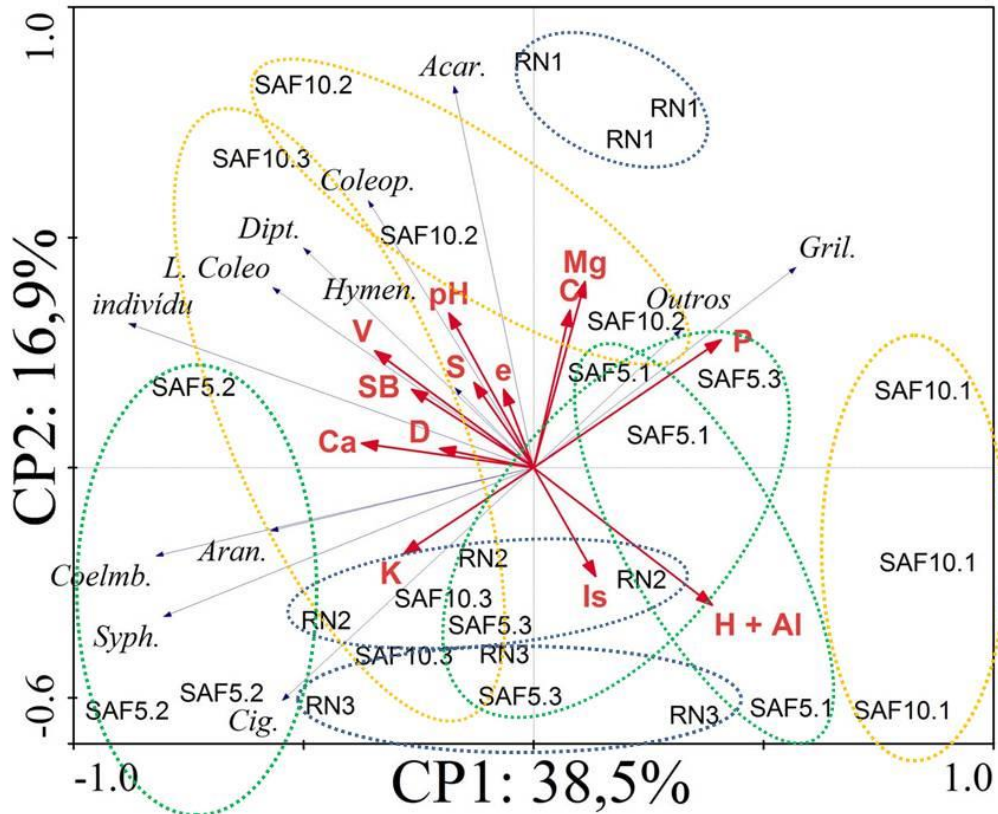 1.0
RN1
Acar.
SAF10.2
RN1
RN1
SAF10.3
Coleop.
Dipt.
SAF10.2
Gril.
L. Coleo
Mg
Hymen.
pH
C
Outros
indivídu
SAF10.2
V
P
S
e
SAF5.1
SAF5.3
SAF5.2
SB
SAF10.1
D
SAF5.1
Ca
CP2: 16,9%
Aran.
RN2
SAF10.1
Coelmb.
K
RN2
SAF10.3
Is
RN2
SAF5.3
H + Al
Syph.
SAF10.3
RN3
SAF5.2
SAF5.3
-0.6
SAF5.2
Cig.
RN3
RN3
SAF5.1
SAF10.1
-1.0
CP1: 38,5%
1.0